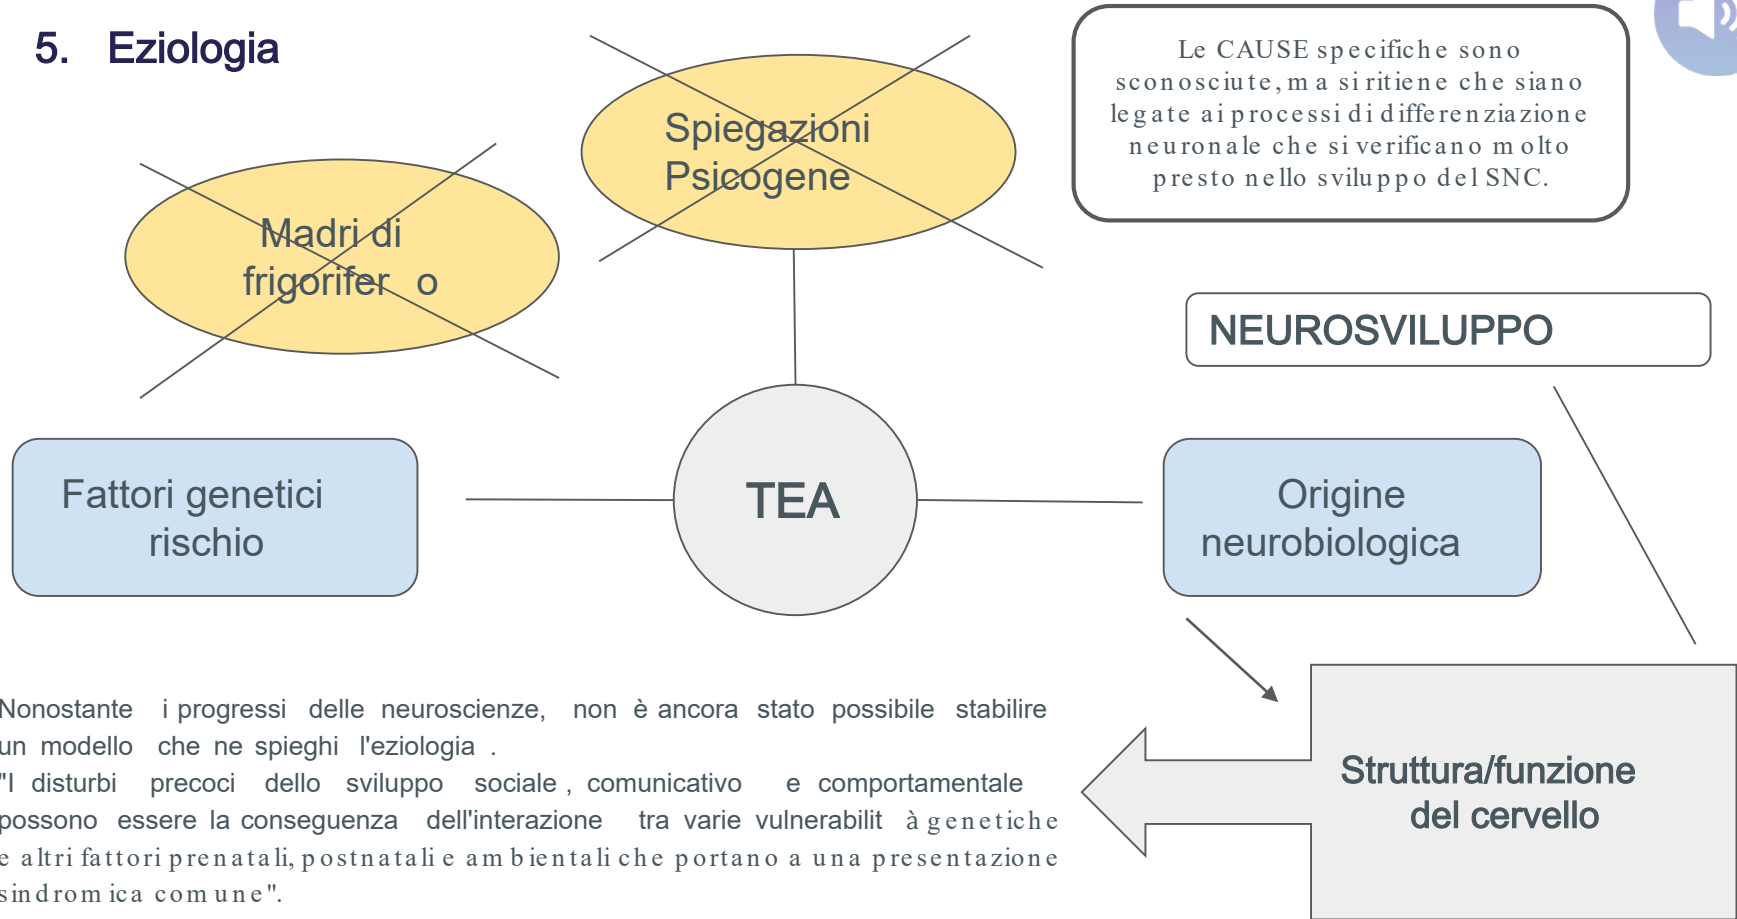 5. Eziologia
Le CAUSE specifiche sono
sconosciute, ma si ritiene che siano
legate ai processi di differenziazione
neuronale che si verificano molto
presto nello sviluppo del SNC.
Spiegazioni
Psicogene
Madri di
frigorifer o
NEUROSVILUPPO
Fattori genetici
rischio
TEA
Origine
neurobiologica
Struttura/funzione
del cervello
Nonostante i progressi delle neuroscienze, non è ancora stato possibile stabilire
un modello che ne spieghi l'eziologia .
"I disturbi precoci dello sviluppo sociale , comunicativo e comportamentale
possono essere la conseguenza dell'interazione tra varie vulnerabilit à genetiche
e altri fattori prenatali, postnatali e ambientali che portano a una presentazione
sindromica comune".